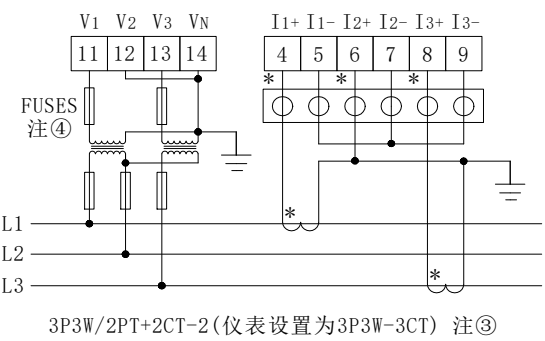 V1 V2 V3 VN I1+ I1- I2+ I2- I3+ I3-
11 12 13 14 4 5 6 7 8 9
* * *
FUSES
注④
*
L1
L2
*
L3
3P3W/2PT+2CT-2(仪表设置为3P3W-3CT) 注③